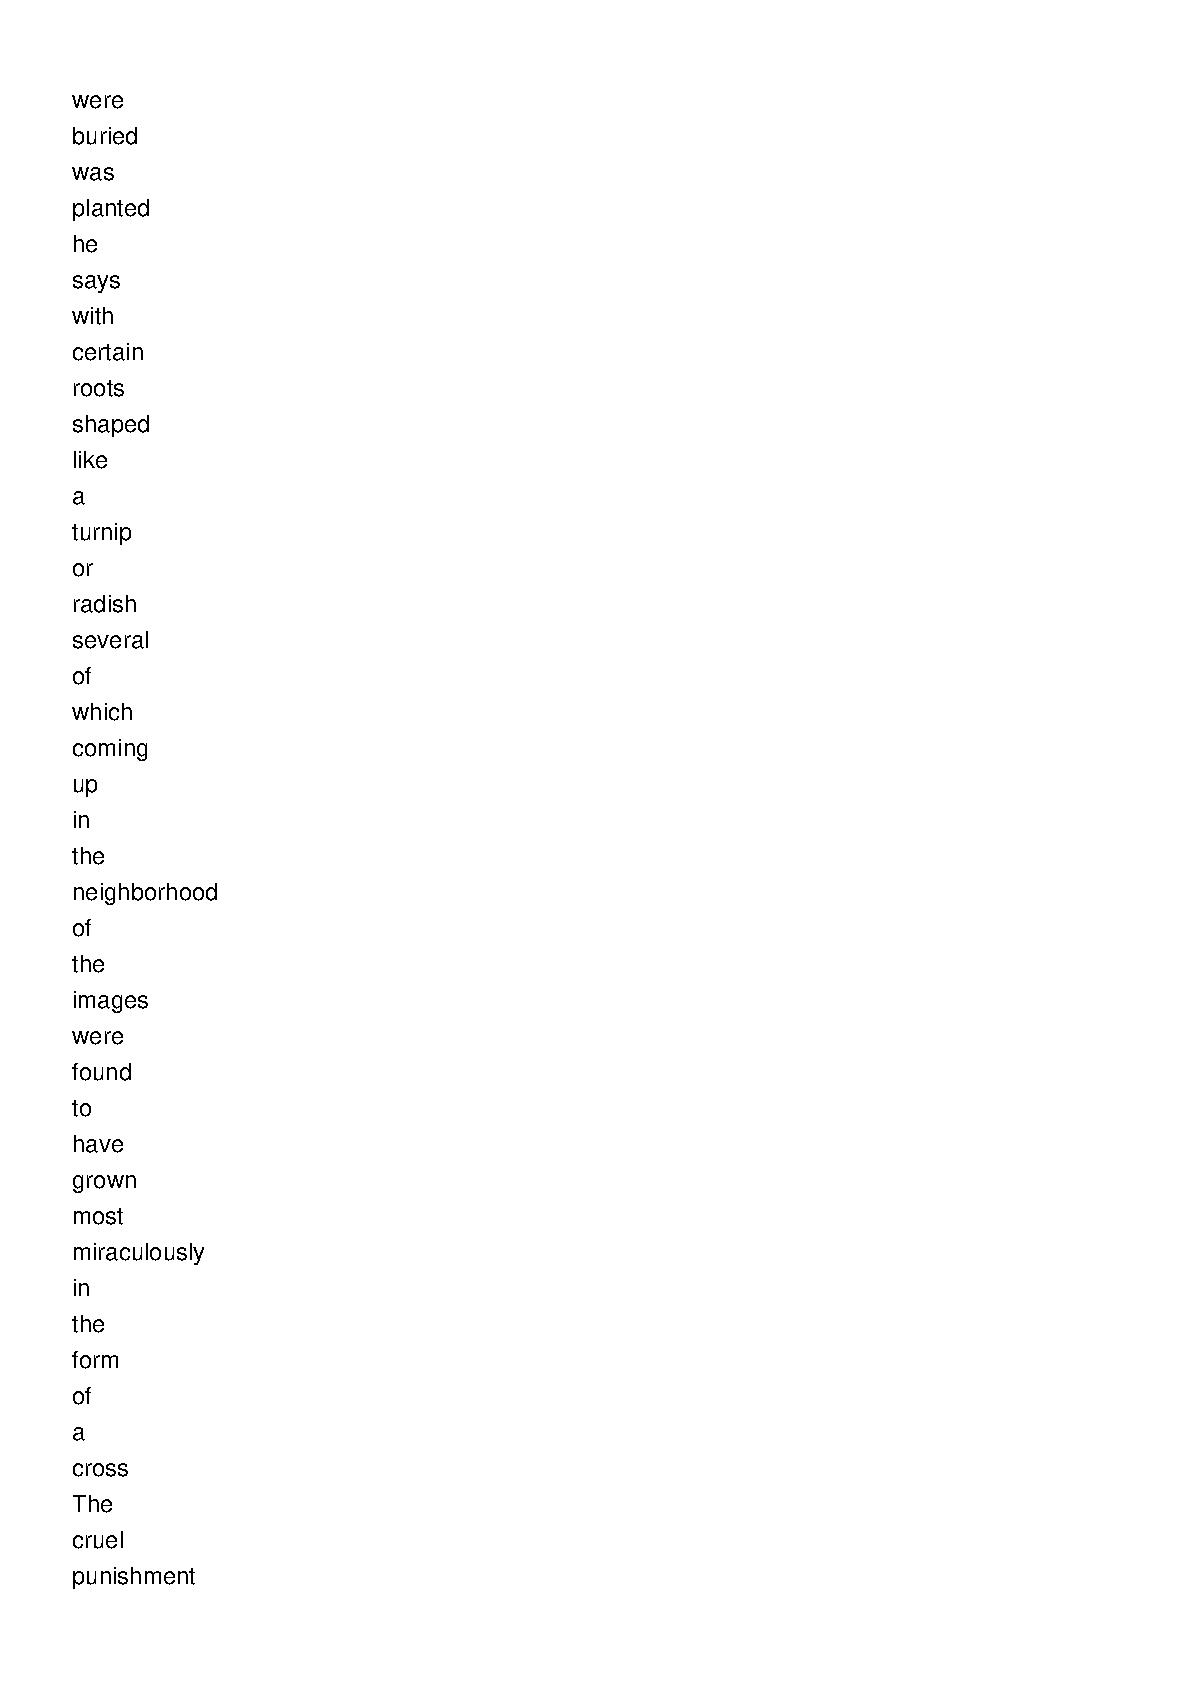 were
buried
was
planted
he
says
with
certain
roots
shaped
like
a
turnip
or
radish
several
of
which
coming
up
in
the
neighborhood
of
the
images
were
found
to
have
grown
most
miraculously
in
the
form
of
a
cross
The
cruel
punishment